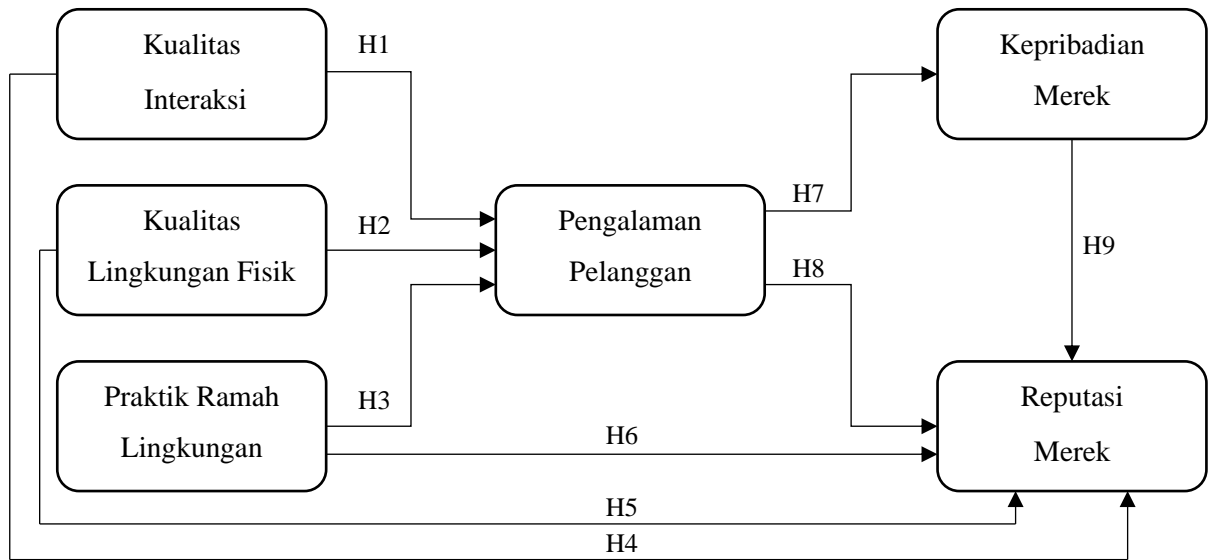 Kualitas
Interaksi
H1
Kepribadian
Merek
Kualitas
Lingkungan Fisik
H2
Pengalaman
Pelanggan
H7
H8
H9
Praktik Ramah
Lingkungan
H3
H6
Reputasi
Merek
H5
H4